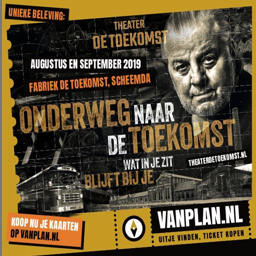 UNIEKE BELEVING:
THEATER
DE TOEKOMST
AUGUSTUS EN SEPTEMBER 2019
FABRIEK DE TOEKOMST, SCHEEMDA
ONDERWEG NAAR
DE TOEKOMST
WAT IN JE ZIT
BLIJFT BIJ JE
THEATERDETOEKOMST.NL
KOOP NU JE KAARTEN
OP VANPLAN.NL
VANPLAN.NL
UITJE VINDEN, TICKET KOPEN